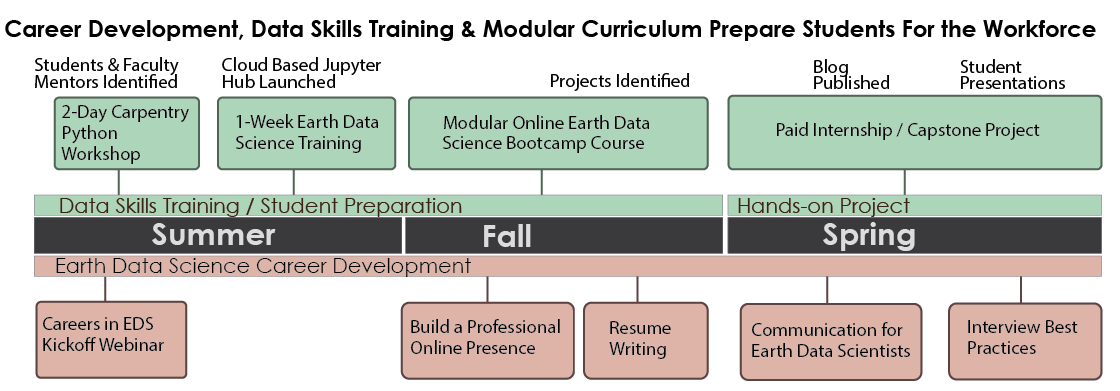 Career Development, Data Skills Training & Modular Curriculum Prepare Students For the Workforce
Students & Faculty
Mentors Identified
Cloud Based Jupyter
Hub Launched
Projects Identified
Blog
Published
Student
Presentations
2-Day Carpentry
Python
Workshop
1-Week Earth Data
Science Training
Modular Online Earth Data
Science Bootcamp Course
Paid Internship / Capstone Project
Data Skills Training / Student Preparation
Hands-on Project
Summer
Fall
Spring
Earth Data Science Career Development
Careers in EDS
Kickoff Webinar
Build a Professional
Online Presence
Resume
Writing
Communication for
Earth Data Scientists
Interview Best
Practices